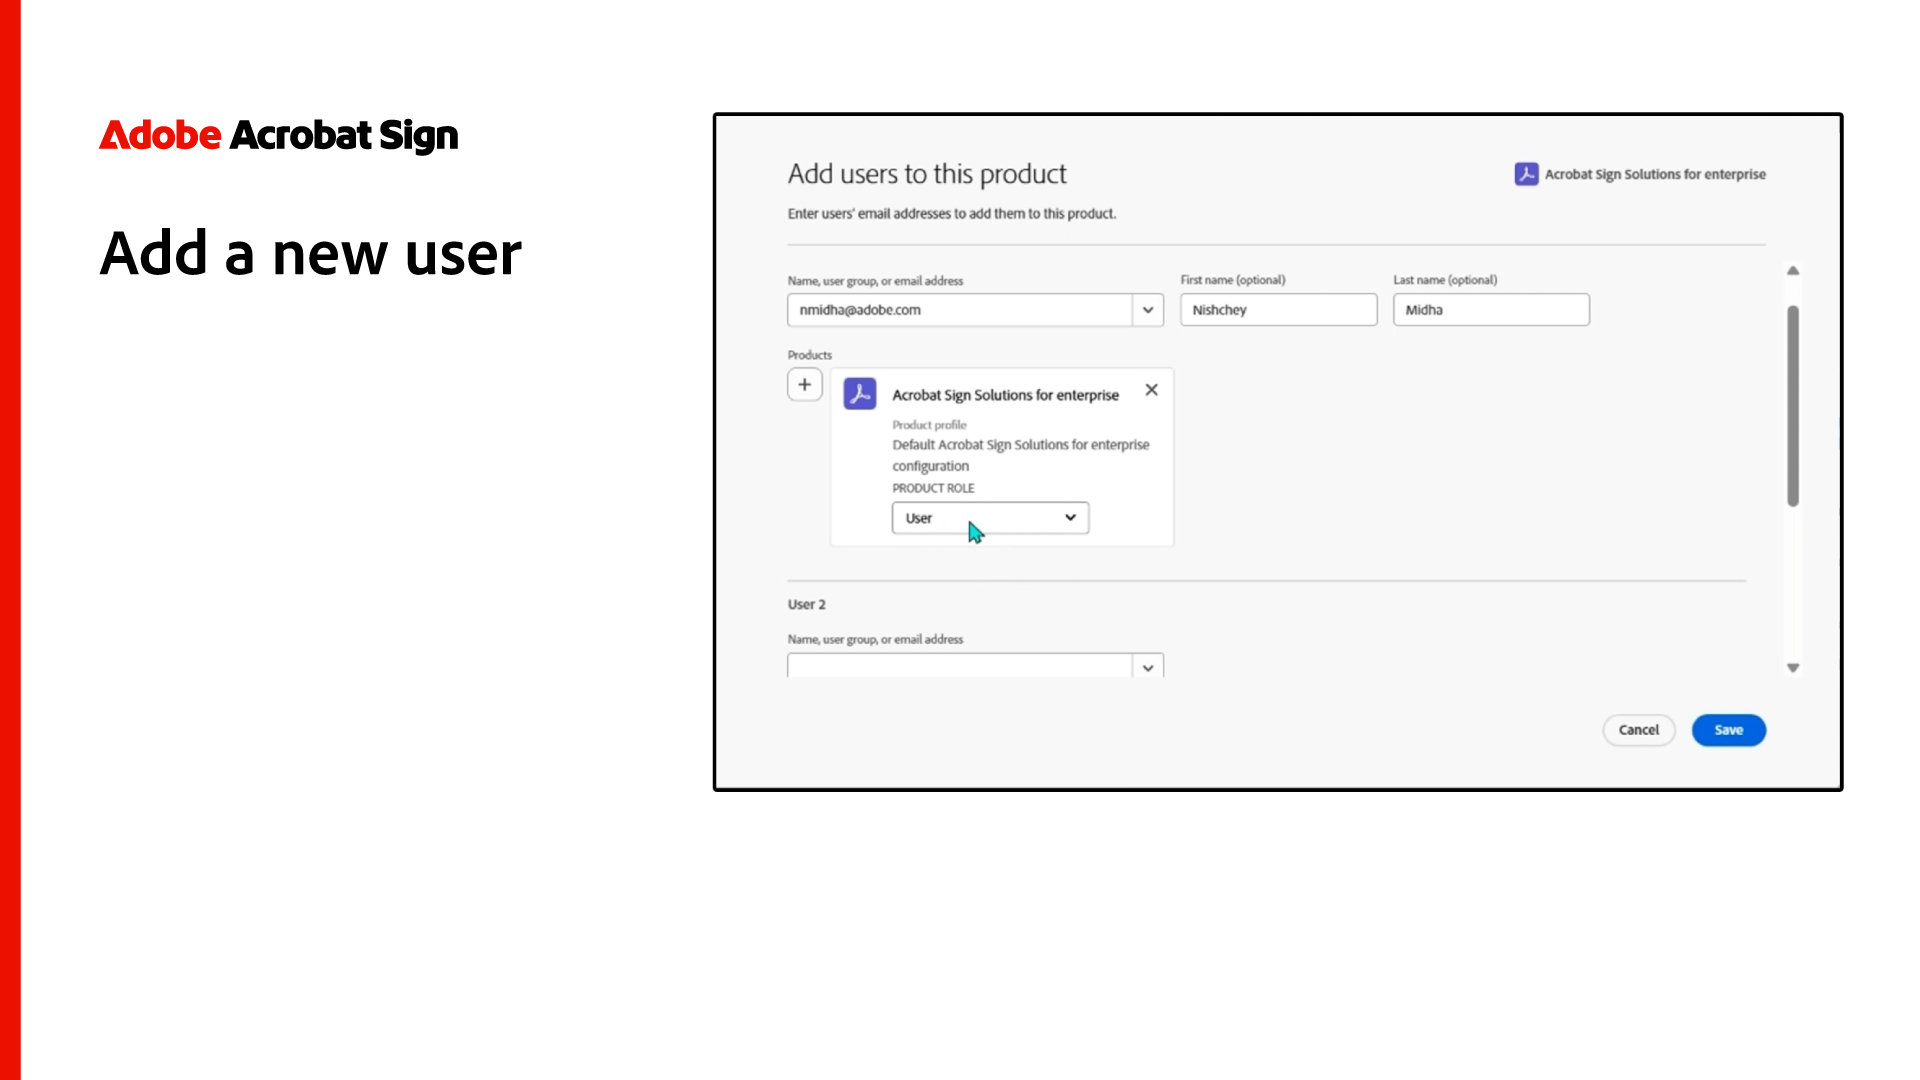 Adobe Acrobat Sign
Add a new user
Add users to this product
Acrobat Sign Solutions for enterprise
Enter users' email addresses to add them to this product.
Name, user group, or email address
First name (optional)
Last name (optional)
nmidha@adobe.com
Nishchey
Midha
Products
Acrobat Sign Solutions for enterprise
Product profile
Default Acrobat Sign Solutions for enterprise
configuration
PRODUCT ROLE
User
User 2
Name, user group, or email address
Cancel
Save